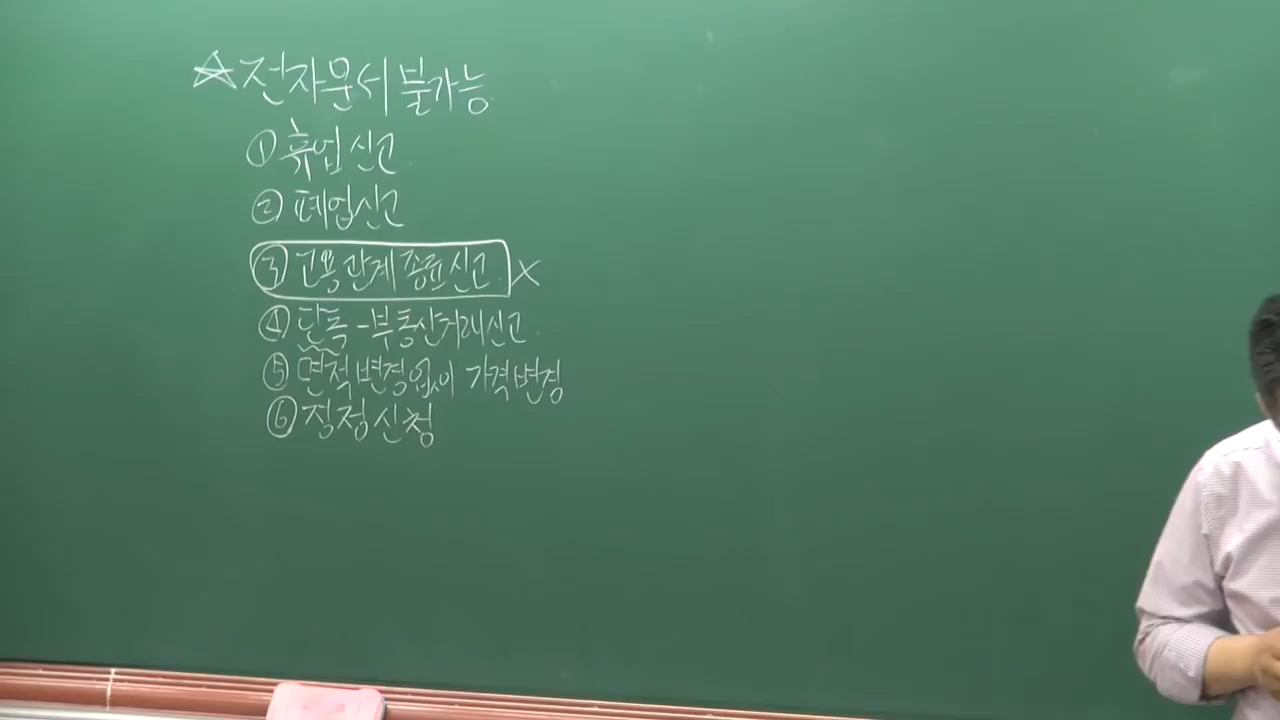 ☆ 전자문서 불가능
① 휴업신고
② 폐업신고
③ 고용관계종료신고 X
④ 단독-부동산거래신고
⑤ 면적변경없이 가격변경
⑥ 정정신청